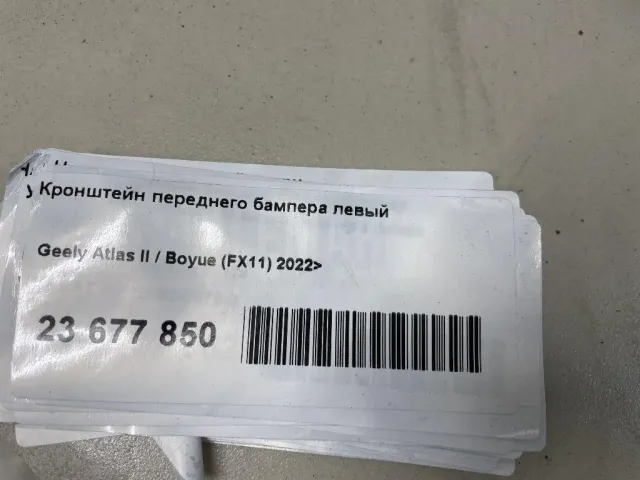 Кронштейн переднего бампера левый
Geely Atlas II / Boyue (FX11) 2022>
23 677 850